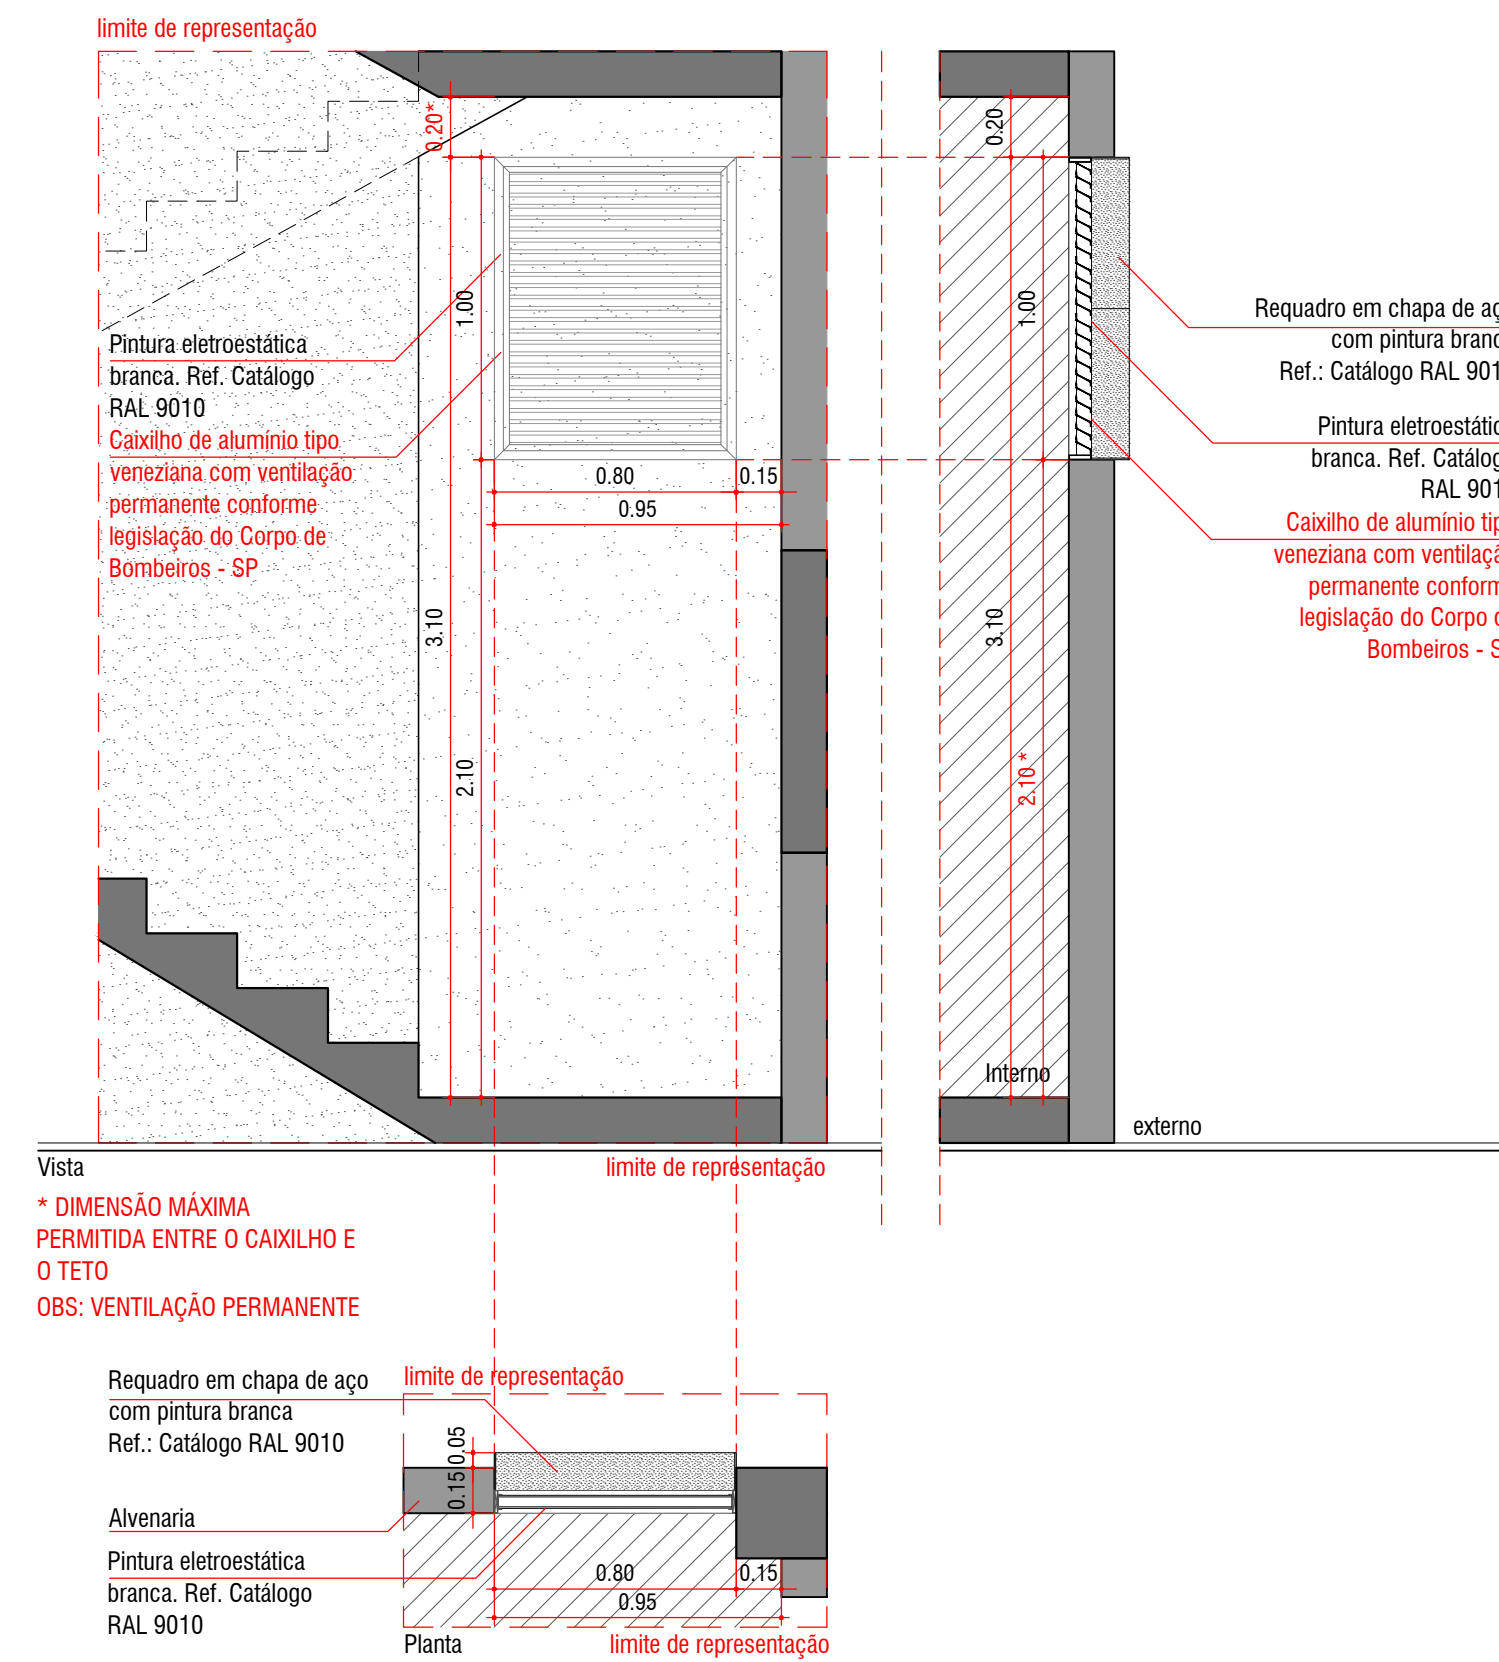 limite de representação
0.20*
0.20
1.00
1.00
Pintura eletroestática
branca. Ref. Catálogo
RAL 9010
Caixilho de alumínio tipo
veneziana com ventilação
permanente conforme
legislação do Corpo de
Bombeiros - SP
Requadro em chapa de aç
com pintura branc
Ref.: Catálogo RAL 901
Pintura eletroestátic
branca. Ref. Catálog
RAL 901
Caixilho de alumínio tip
veneziana com ventilaçã
permanente conform
legislação do Corpo d
Bombeiros - S
0.80
0.15
0.95
3.10
3.10
2.10
2.10 *
Interno
externo
Vista
limite de representação
* DIMENSÃO MÁXIMA
PERMITIDA ENTRE O CAIXILHO E
O TETO
OBS: VENTILAÇÃO PERMANENTE
Requadro em chapa de aço
com pintura branca
Ref.: Catálogo RAL 9010
limite de representação
0.05
0.15
Alvenaria
Pintura eletroestática
branca. Ref. Catálogo
RAL 9010
0.80
0.15
0.95
Planta
limite de representação